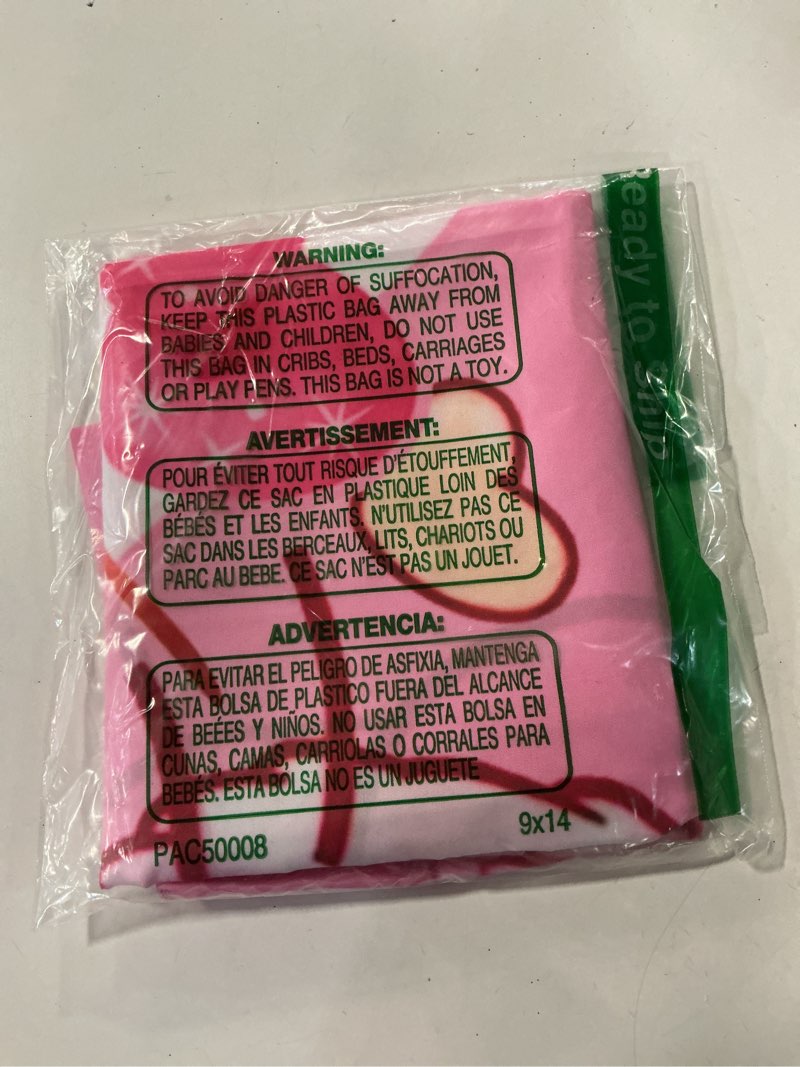 WARNING:
TO AVOID DANGER OF SUFFOCATION,
KEEP THIS PLASTIC BAG AWAY FROM
BABIES AND CHILDREN, DO NOT USE
THIS BAG IN CRIBS, BEDS, CARRIAGES
OR PLAY PENS. THIS BAG IS NOT A TOY.
AVERTISSEMENT:
POUR ÉVITER TOUT RISQUE D'ÉTOUFFEMENT,
GARDEZ CE SAC EN PLASTIQUE LOIN DES
BÉBÉS ET LES ENFANTS. N'UTILISEZ PAS CE
SAC DANS LES BERCEAUX, LITS, CHARIOTS OU
PARC AU BEBE. CE SAC N'EST PAS UN JOUET.
ADVERTENCIA:
PARA EVITAR EL PELIGRO DE ASFIXIA, MANTENGA
ESTA BOLSA DE PLASTICO FUERA DEL ALCANCE
DE BEÉES Y NIÑOS. NO USAR ESTA BOLSA EN
CUNAS, CAMAS, CARRIOLAS O CORRALES PARA
BEBÉS. ESTA BOLSA NO ES UN JUGUETE
PAC50008
9x14
Ready to Ship